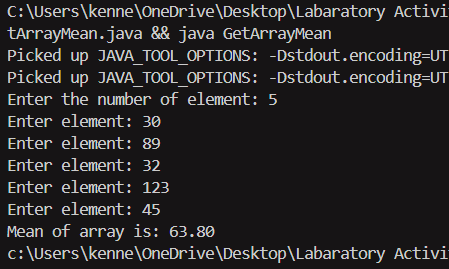 C:\Users\kenne\OneDrive\Desktop\Labaratory Activi
tArrayMean.java && java GetArrayMean
Picked up JAVA_TOOL_OPTIONS: -Dstdout.encoding=UT
Picked up JAVA_TOOL_OPTIONS: -Dstdout.encoding=UT
Enter the number of element: 5
Enter element: 30
Enter element: 89
Enter element: 32
Enter element: 123
Enter element: 45
Mean of array is: 63.80
c:\Users\kenne\OneDrive\Desktop\Labaratory Activi